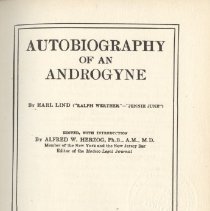 AUTOBIOGRAPHY
OF AN
ANDROGYNE
BY EARL LIND ("RALPH WERTHER"—"JENNIE JUNE")
EDITED, WITH INTRODUCTION
BY ALFRED W. HERZOG, Ph.B., A.M., M.D.
Member of the New York and the New Jersey Bar
Editor of the Medico-Legal Journal